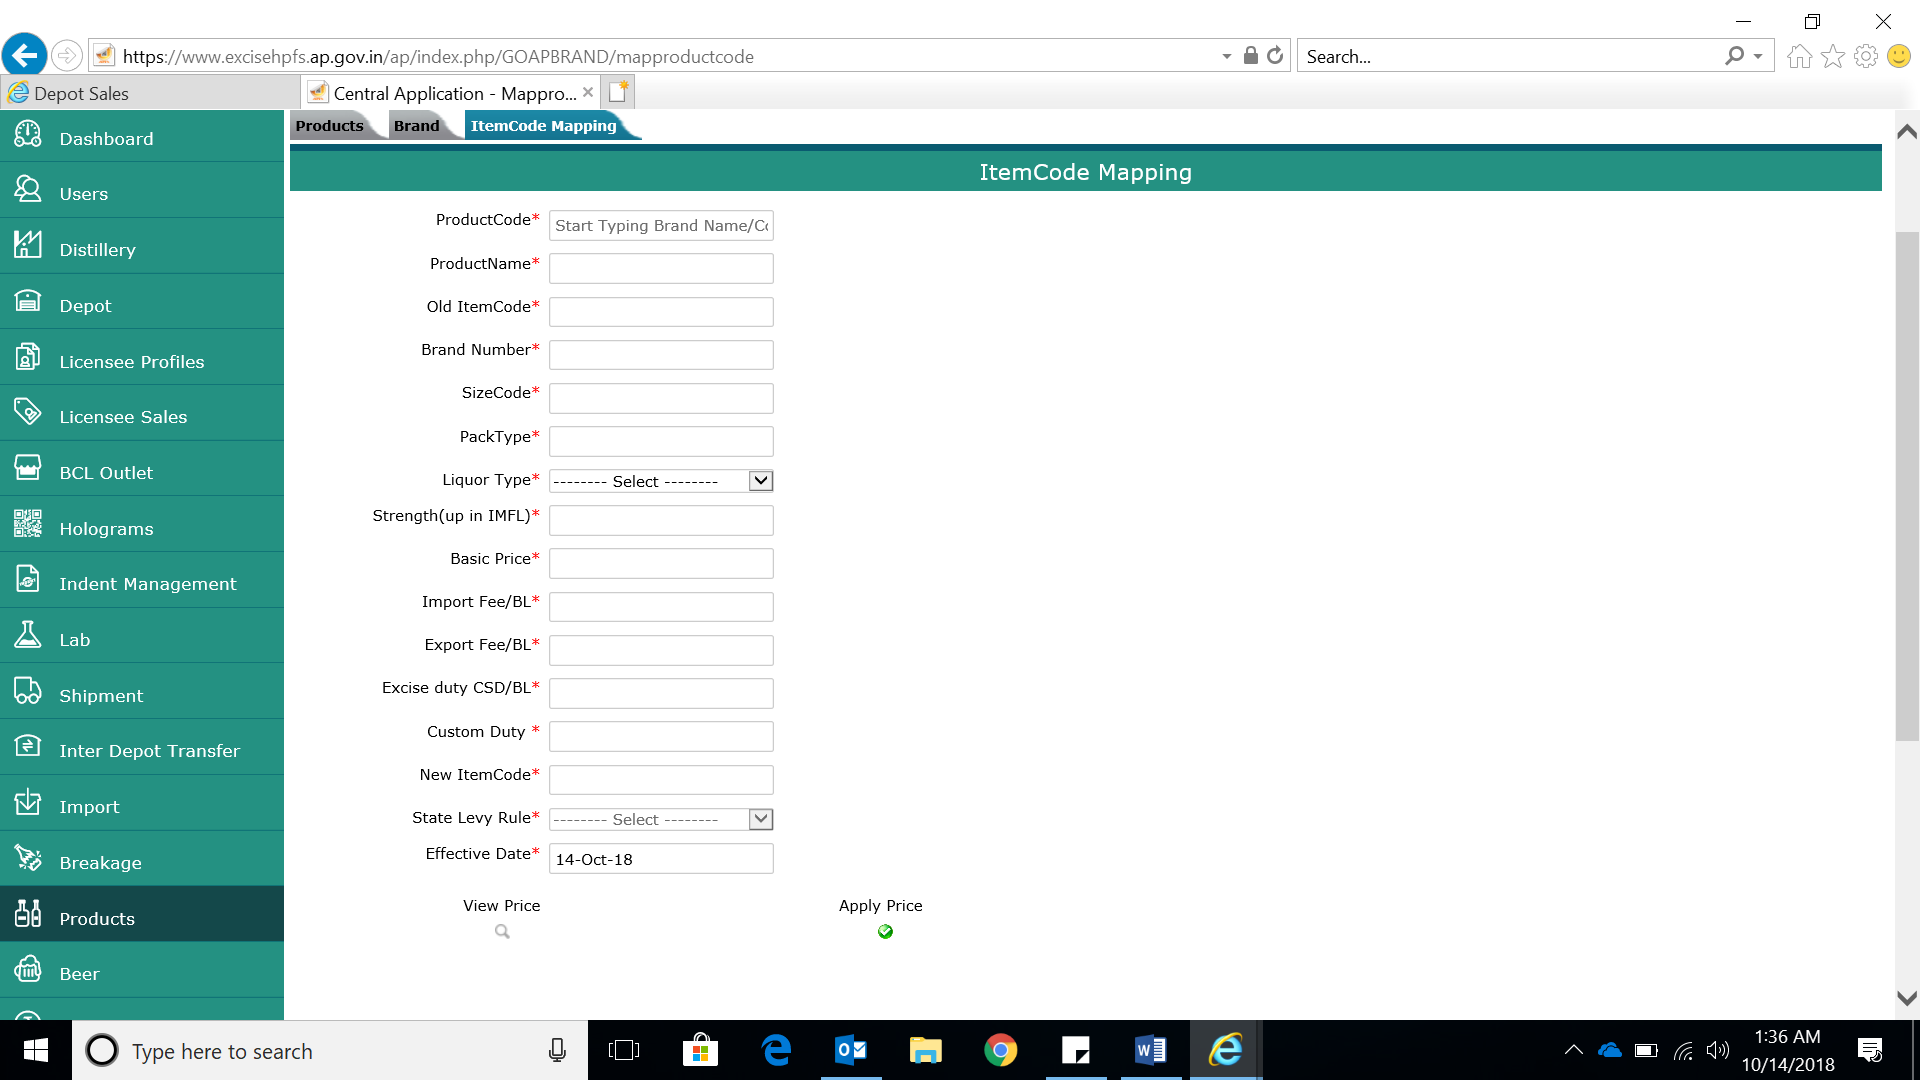 https://www.excisehpfs.ap.gov.in/ap/index.php/GOAPBRAND/mapproductcode
Search...
Depot Sales
Central Application - Mappro...
Dashboard
Users
Distillery
Depot
Licensee Profiles
Licensee Sales
BCL Outlet
Holograms
Indent Management
Lab
Shipment
Inter Depot Transfer
Import
Breakage
Products
Beer
Products
Brand
ItemCode Mapping
ItemCode Mapping
ProductCode*
Start Typing Brand Name/Co
ProductName*
Old ItemCode*
Brand Number*
SizeCode*
PackType*
Liquor Type*
-------- Select --------
Strength(up in IMFL)*
Basic Price*
Import Fee/BL*
Export Fee/BL*
Excise duty CSD/BL*
Custom Duty *
New ItemCode*
State Levy Rule*
-------- Select --------
Effective Date*
14-Oct-18
View Price
Apply Price
Type here to search
1:36 AM
10/14/2018